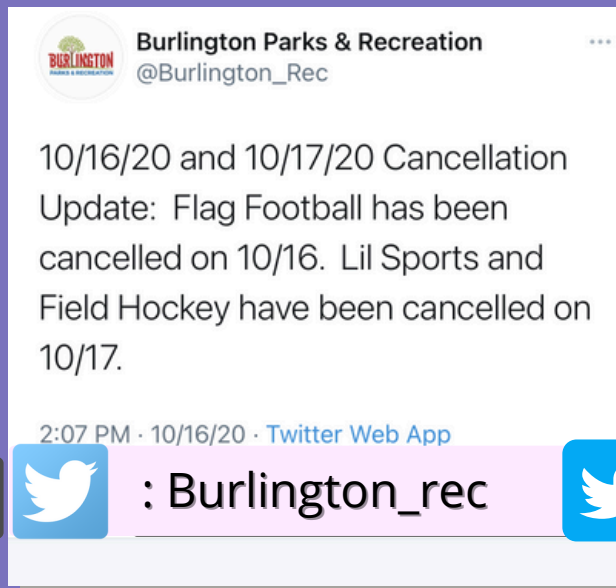 BURLINGTON
PARKS & RECREATION
Burlington Parks & Recreation
@Burlington_Rec
10/16/20 and 10/17/20 Cancellation
Update: Flag Football has been
cancelled on 10/16. Lil Sports and
Field Hockey have been cancelled on
10/17.
2:07 PM · 10/16/20 · Twitter Web App
: Burlington_rec